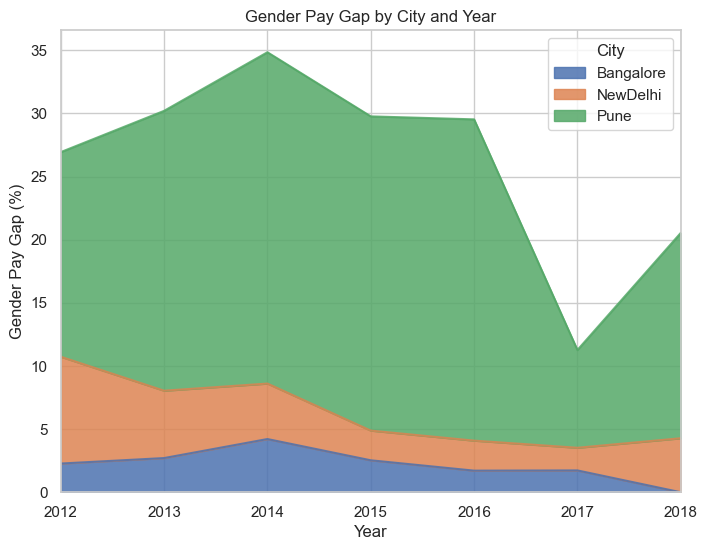 Gender Pay Gap by City and Year
City
Bangalore
NewDelhi
Pune
Gender Pay Gap (%)
35
30
25
20
15
10
5
0
2012 2013 2014 2015 2016 2017 2018
Year